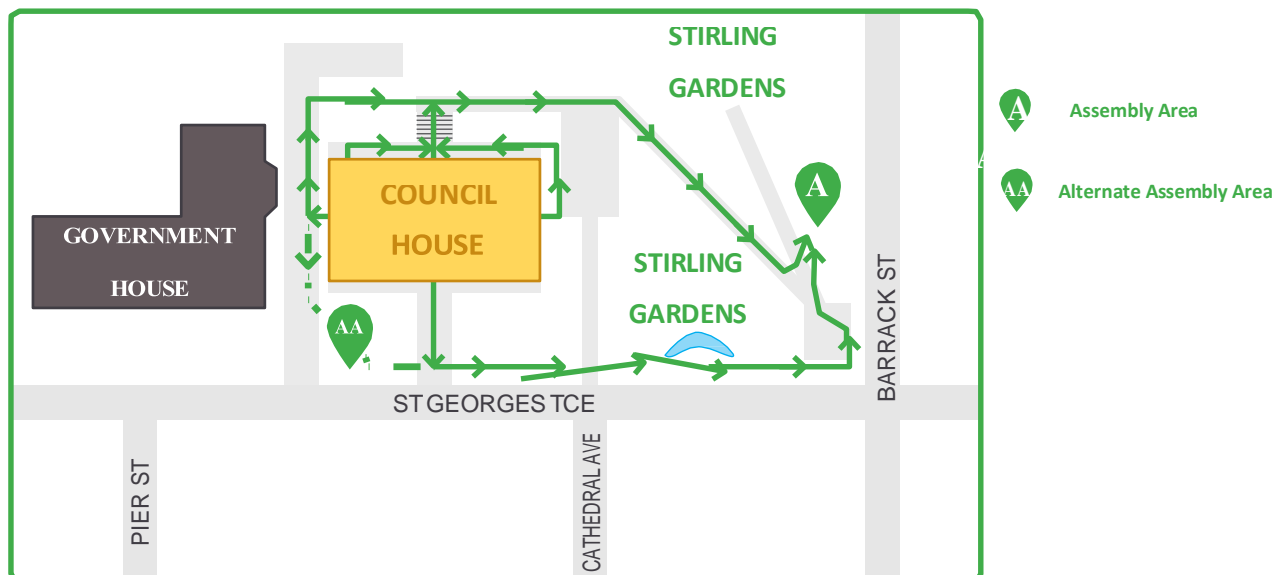 STIRLING
GARDENS
A
Assembly Area
AA
Alternate Assembly Area
A
COUNCIL
HOUSE
GOVERNMENT
HOUSE
STIRLING
GARDENS
AA
BARRACK ST
ST GEORGES TCE
PIER ST
CATHEDRAL AVE